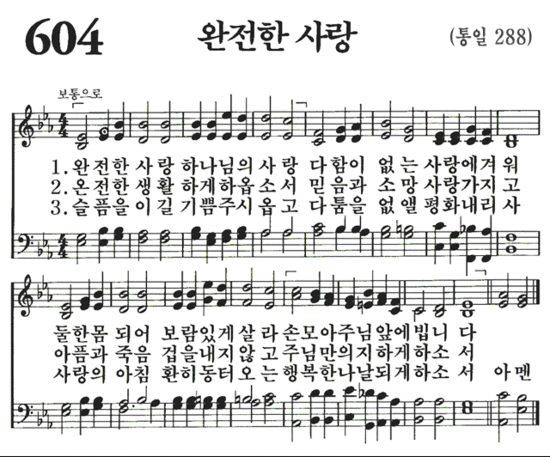 604 완전한 사랑 (통일 288)
보통으로
1. 완전한 사랑 하나님의 사랑 다함이 없는 사랑에 겨워
2. 온전한 생활 하게 하옵소서 믿음과 소망 사랑 가지고
3. 슬픔을 이길 기쁨 주시옵고 다툼을 없앨 평화 내리사
둘 한몸 되어 보람있게 살라 손모아 주님 앞에 빕니다
아픔과 죽음 겁을 내지 않고 주님만 의지하게 하소서
사랑의 아침 환히 동터 오는 행복한 나날 되게 하소서 아멘